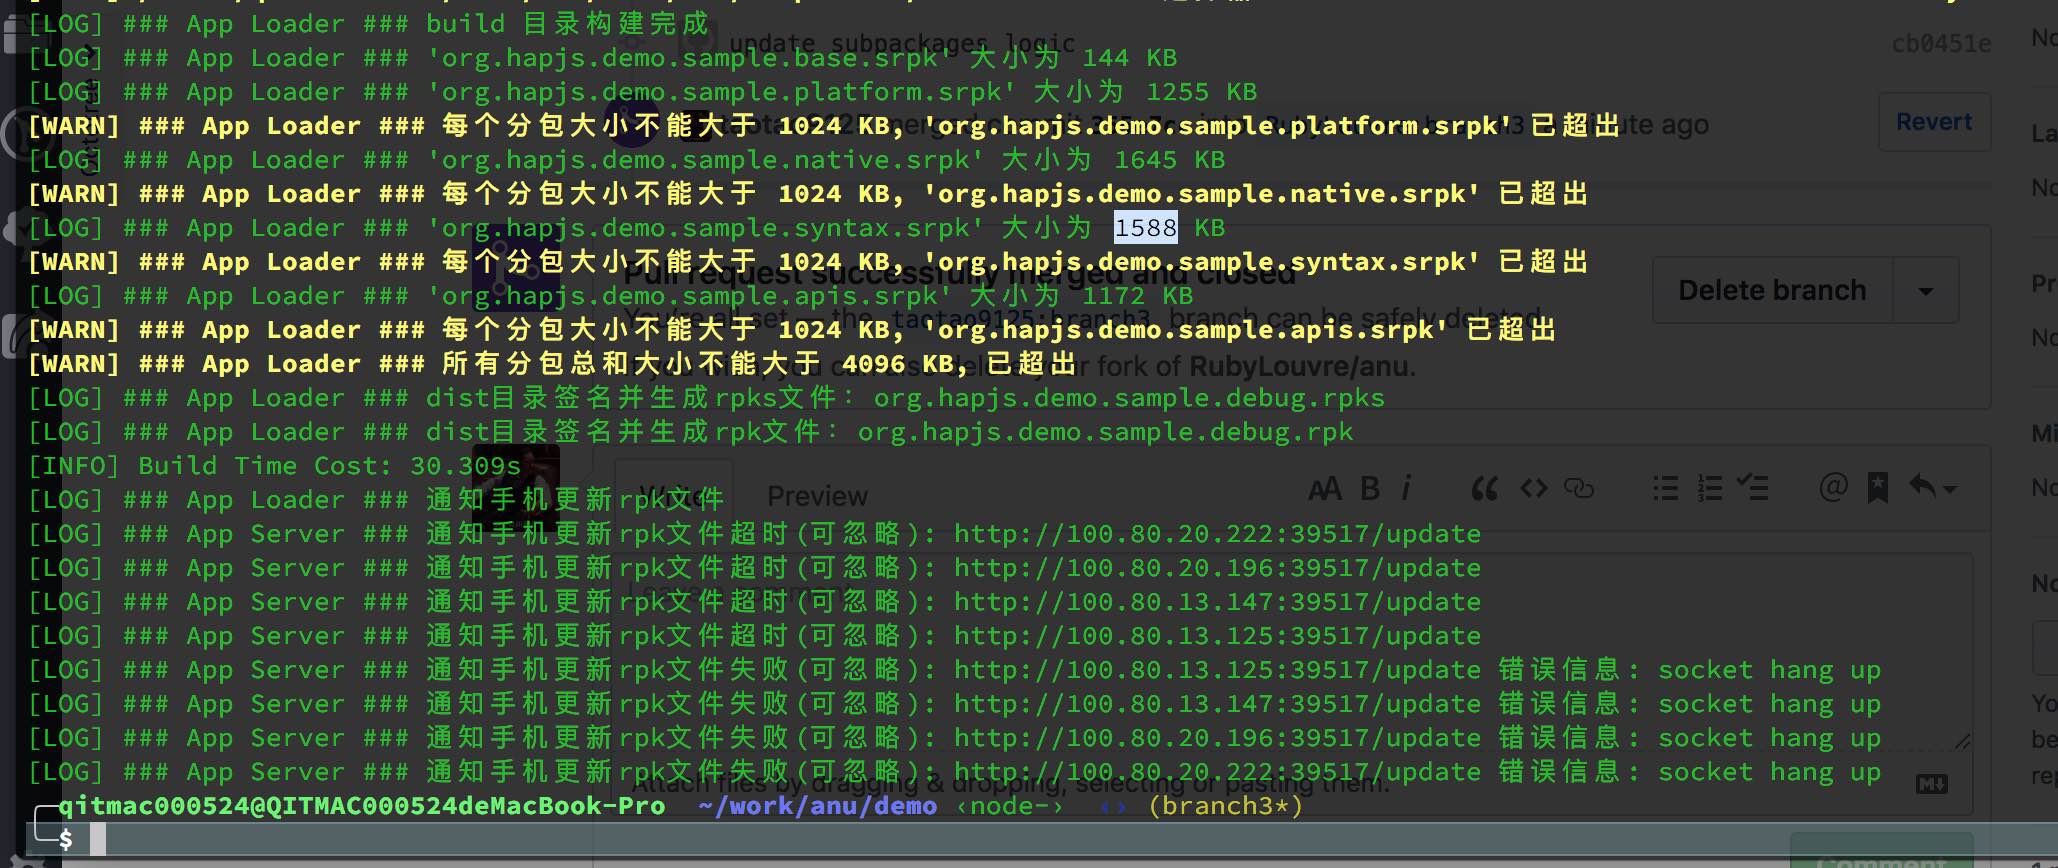 [LOG] ### App Loader ### build 目录构建完成
update subpackages logic
cb0451e
[LOG] ### App Loader ### 'org.hapjs.demo.sample.base.srpk' 大小为 144 KB
[LOG] ### App Loader ### 'org.hapjs.demo.sample.platform.srpk' 大小为 1255 KB
[WARN] ### App Loader ### 每个分包大小不能大于 1024 KB, 'org.hapjs.demo.sample.platform.srpk' 已超出
ute ago
Revert
[LOG] ### App Loader ### 'org.hapjs.demo.sample.native.srpk' 大小为 1645 KB
[WARN] ### App Loader ### 每个分包大小不能大于 1024 KB, 'org.hapjs.demo.sample.native.srpk' 已超出
[LOG] ### App Loader ### 'org.hapjs.demo.sample.syntax.srpk' 大小为 1588 KB
[WARN] ### App Loader ### 每个分包大小不能大于 1024 KB, 'org.hapjs.demo.sample.syntax.srpk' 已超出
Pull request successfully merged and closed
Delete branch
[LOG] ### App Loader ### 'org.hapjs.demo.sample.apis.srpk' 大小为 1172 KB
You're all set — the taotao9125:branch3 branch can be safely deleted.
[WARN] ### App Loader ### 每个分包大小不能大于 1024 KB, 'org.hapjs.demo.sample.apis.srpk' 已超出
[WARN] ### App Loader ### 所有分包总和大小不能大于 4096 KB, 已超出
If you wish, you can also delete your fork of RubyLouvre/anu.
[LOG] ### App Loader ### dist目录签名并生成rpks文件: org.hapjs.demo.sample.debug.rpks
[LOG] ### App Loader ### dist目录签名并生成rpk文件: org.hapjs.demo.sample.debug.rpk
[INFO] Build Time Cost: 30.309s
Write Preview
[LOG] ### App Loader ### 通知手机更新rpk文件
[LOG] ### App Server ### 通知手机更新rpk文件超时(可忽略): http://100.80.20.222:39517/update
[LOG] ### App Server ### 通知手机更新rpk文件超时(可忽略): http://100.80.20.196:39517/update
[LOG] ### App Server ### 通知手机更新rpk文件超时(可忽略): http://100.80.13.147:39517/update
[LOG] ### App Server ### 通知手机更新rpk文件超时(可忽略): http://100.80.13.125:39517/update
[LOG] ### App Server ### 通知手机更新rpk文件失败(可忽略): http://100.80.13.125:39517/update 错误信息: socket hang up
[LOG] ### App Server ### 通知手机更新rpk文件失败(可忽略): http://100.80.13.147:39517/update 错误信息: socket hang up
[LOG] ### App Server ### 通知手机更新rpk文件失败(可忽略): http://100.80.20.196:39517/update 错误信息: socket hang up
[LOG] ### App Server ### 通知手机更新rpk文件失败(可忽略): http://100.80.20.222:39517/update 错误信息: socket hang up
Attach files by dragging & dropping, selecting or pasting them.
qitmac000524@QITMAC000524deMacBook-Pro ~/work/anu/demo ‹node-› ‹› (branch3*)
$
Comment